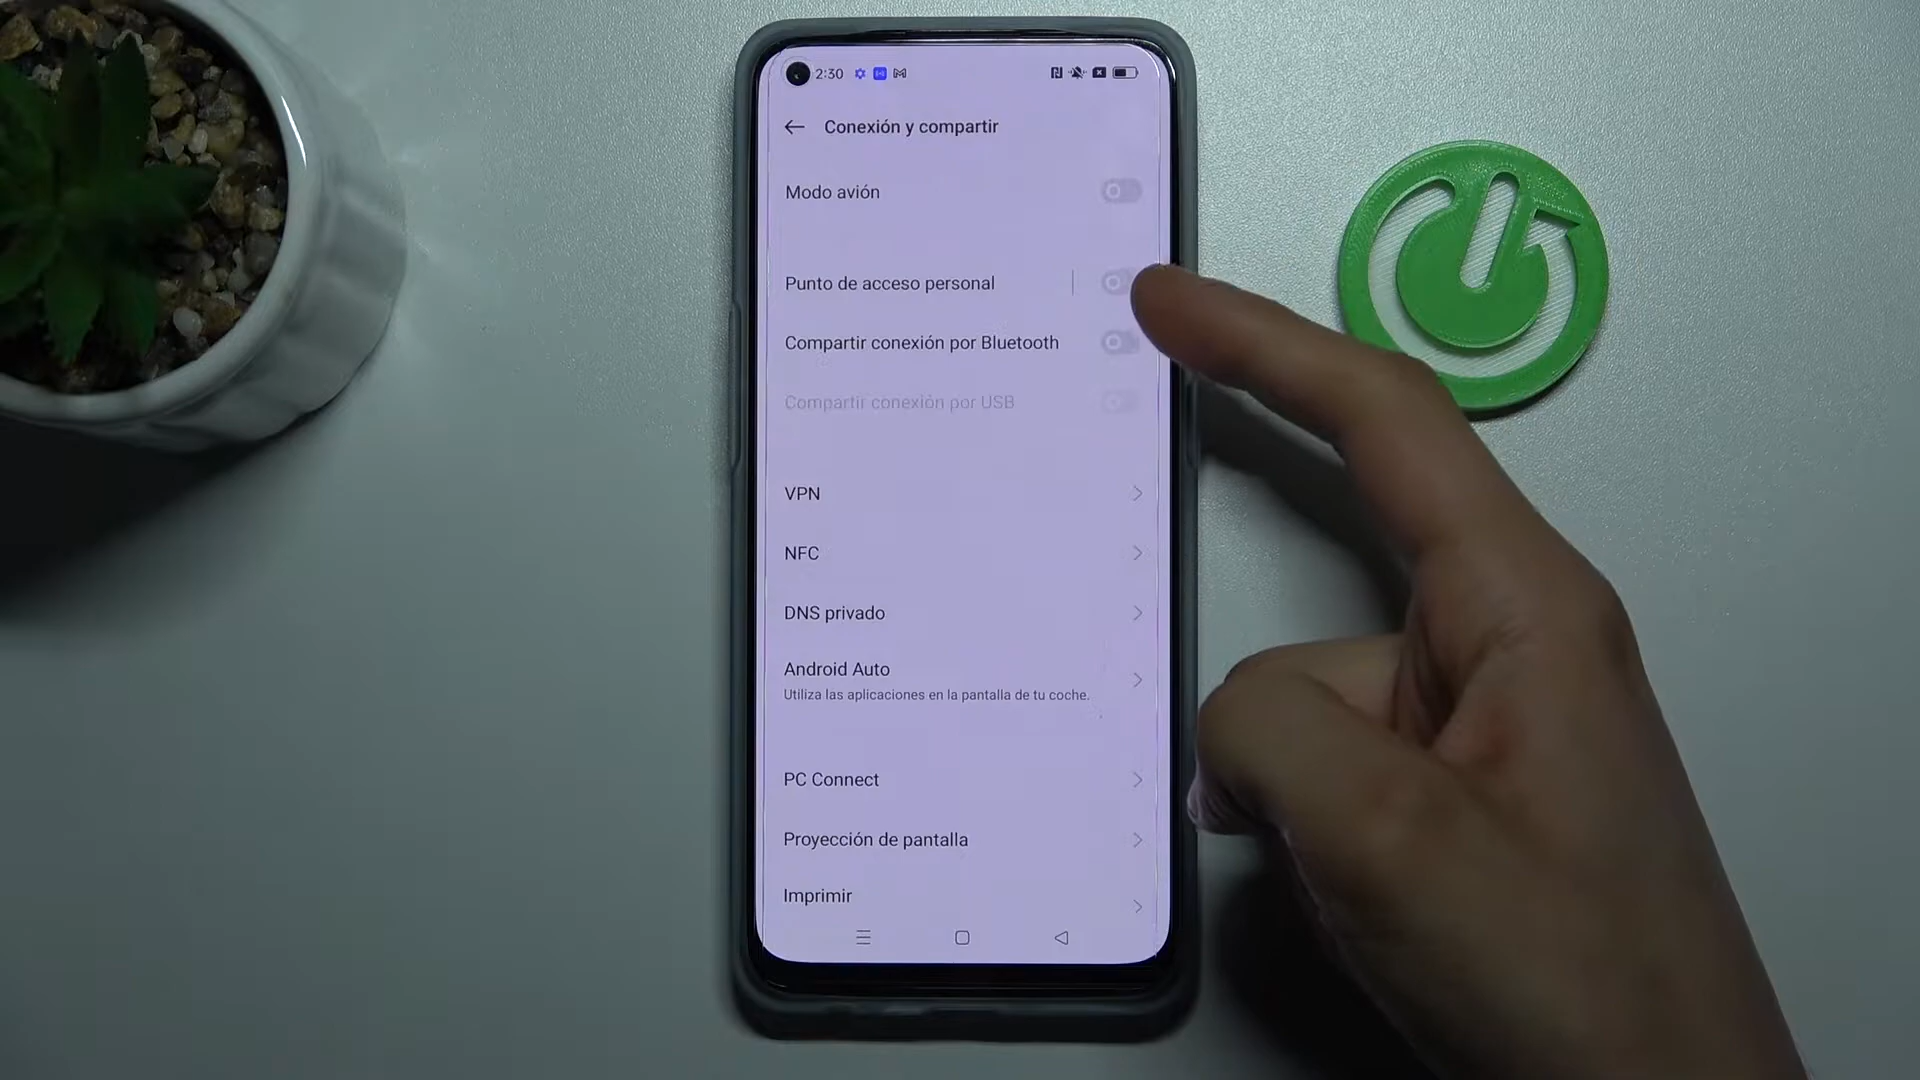 2:30
Conexión y compartir
Modo avión
Punto de acceso personal
Compartir conexión por Bluetooth
Compartir conexión por USB
VPN
NFC
DNS privado
Android Auto
Utiliza las aplicaciones en la pantalla de tu coche.
PC Connect
Proyección de pantalla
Imprimir